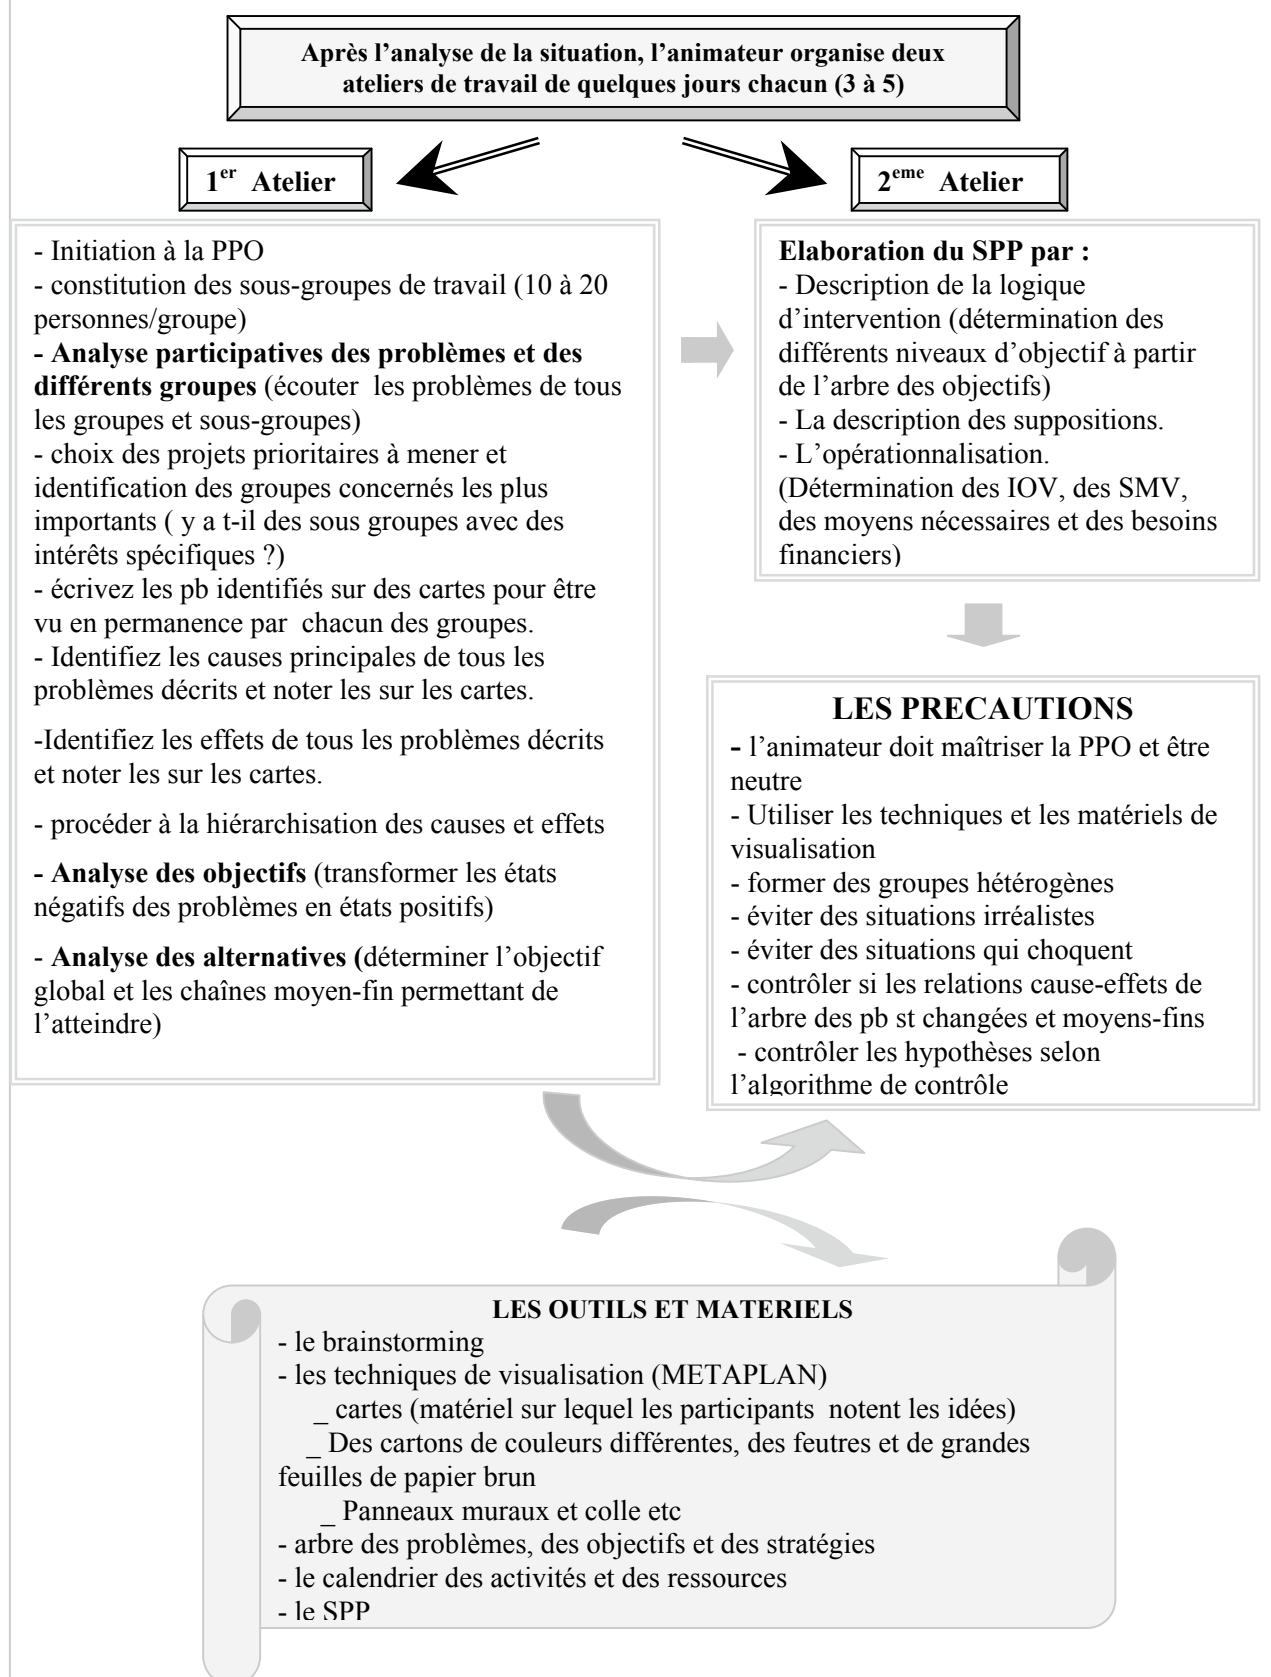 Après l’analyse de la situation, l’animateur organise deux
ateliers de travail de quelques jours chacun (3 à 5)
1er Atelier
2eme Atelier
- Initiation à la PPO
- constitution des sous-groupes de travail (10 à 20
personnes/groupe)
- Analyse participatives des problèmes et des
différents groupes (écouter les problèmes de tous
les groupes et sous-groupes)
- choix des projets prioritaires à mener et
identification des groupes concernés les plus
importants ( y a t-il des sous groupes avec des
intérêts spécifiques ?)
- écrivez les pb identifiés sur des cartes pour être
vu en permanence par chacun des groupes.
- Identifiez les causes principales de tous les
problèmes décrits et noter les sur les cartes.
-Identifiez les effets de tous les problèmes décrits
et noter les sur les cartes.
- procéder à la hiérarchisation des causes et effets
- Analyse des objectifs (transformer les états
négatifs des problèmes en états positifs)
- Analyse des alternatives (déterminer l’objectif
global et les chaînes moyen-fin permettant de
l’atteindre)
Elaboration du SPP par :
- Description de la logique
d’intervention (détermination des
différents niveaux d’objectif à partir
de l’arbre des objectifs)
- La description des suppositions.
- L’opérationnalisation.
(Détermination des IOV, des SMV,
des moyens nécessaires et des besoins
financiers)
LES PRECAUTIONS
- l’animateur doit maîtriser la PPO et être
neutre
- Utiliser les techniques et les matériels de
visualisation
- former des groupes hétérogènes
- éviter des situations irréalistes
- éviter des situations qui choquent
- contrôler si les relations cause-effets de
l’arbre des pb st changées et moyens-fins
- contrôler les hypothèses selon
l’algorithme de contrôle
LES OUTILS ET MATERIELS
- le brainstorming
- les techniques de visualisation (METAPLAN)
_ cartes (matériel sur lequel les participants notent les idées)
_ Des cartons de couleurs différentes, des feutres et de grandes
feuilles de papier brun
_ Panneaux muraux et colle etc
- arbre des problèmes, des objectifs et des stratégies
- le calendrier des activités et des ressources
- le SPP